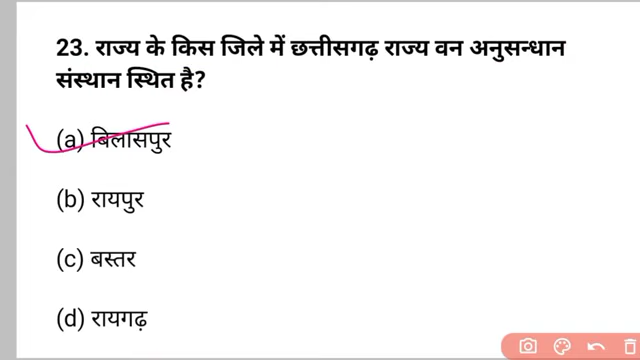 23. राज्य के किस जिले में छत्तीसगढ़ राज्य वन अनुसन्धान
संस्थान स्थित है?
(a) बिलासपुर
(b) रायपुर
(c) बस्तर
(d) रायगढ़